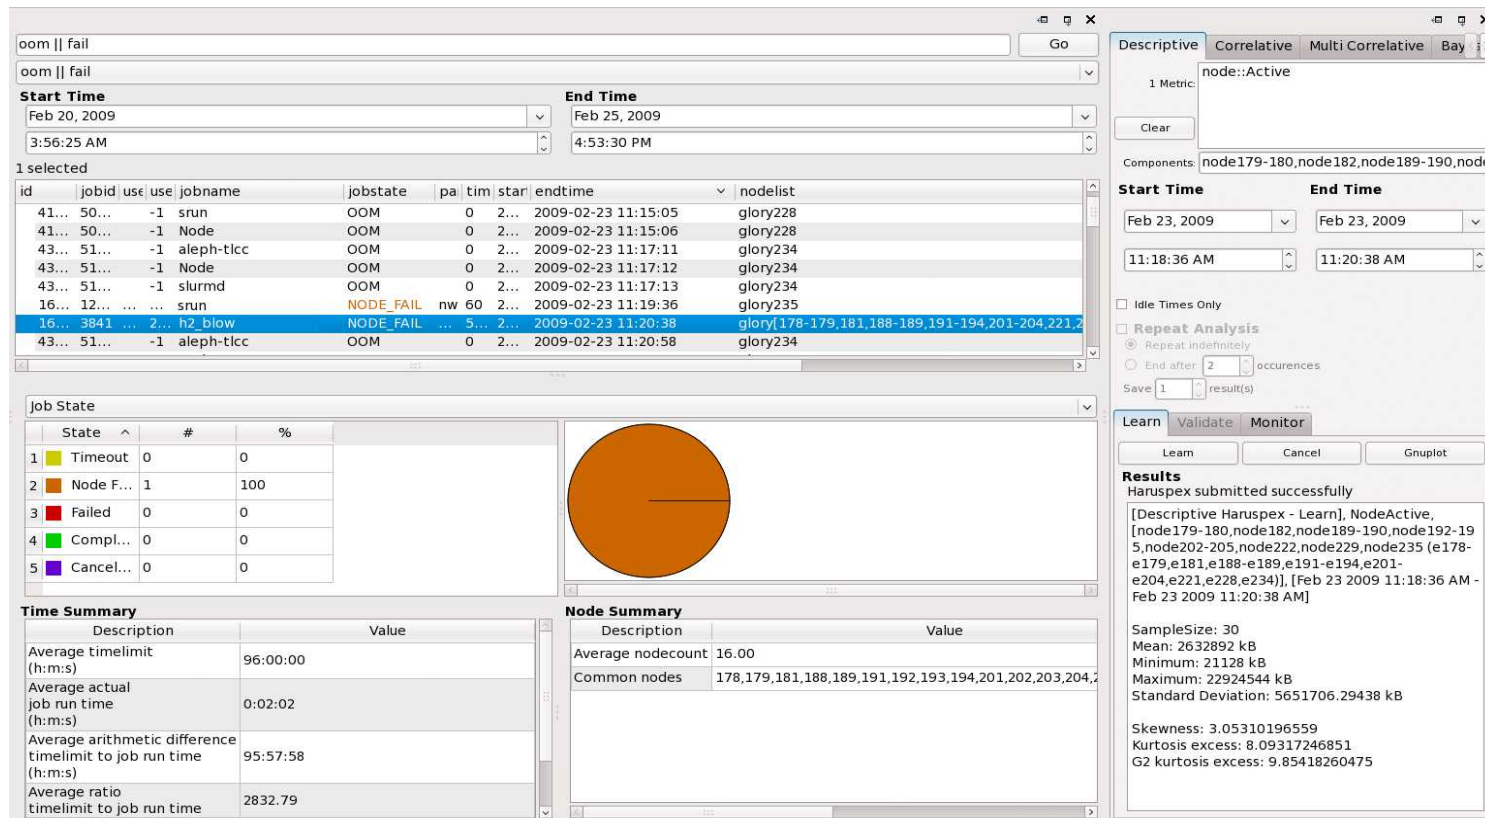 oom || fail
Go
oom || fail
Start Time End Time
Feb 20, 2009 Feb 25, 2009
3:56:25 AM 4:53:30 PM
1 selected
id jobid use use jobname jobstate pa tim star endtime nodelist
41... 50... -1 srun OOM 0 2... 2009-02-23 11:15:05 glory228
41... 50... -1 Node OOM 0 2... 2009-02-23 11:15:06 glory228
43... 51... -1 aleph-tlcc OOM 0 2... 2009-02-23 11:17:11 glory234
43... 51... -1 Node OOM 0 2... 2009-02-23 11:17:12 glory234
43... 51... -1 slurmd OOM 0 2... 2009-02-23 11:17:13 glory234
16... 12... ... ... srun NODE_FAIL nw 60 2... 2009-02-23 11:19:36 glory235
16... 3841 ... 2... h2_blow NODE_FAIL ... 5... 2... 2009-02-23 11:20:38 glory[178-179,181,188-189,191-194,201-204,221,2
43... 51... -1 aleph-tlcc OOM 0 2... 2009-02-23 11:20:58 glory234
Job State
State # %
1 Timeout 0 0
2 Node F... 1 100
3 Failed 0 0
4 Compl... 0 0
5 Cancel... 0 0
Time Summary
Description Value
Average timelimit
(h:m:s)
96:00:00
Average actual
job run time
(h:m:s)
0:02:02
Average arithmetic difference
timelimit to job run time
(h:m:s)
95:57:58
Average ratio
timelimit to job run time
2832.79
Node Summary
Description Value
Average nodecount 16.00
Common nodes 178,179,181,188,189,191,192,193,194,201,202,203,204,2
Descriptive Correlative Multi Correlative Bay
1 Metric: node::Active
Clear
Components: node179-180,node182,node189-190,node
Start Time End Time
Feb 23, 2009 Feb 23, 2009
11:18:36 AM 11:20:38 AM
Idle Times Only
Repeat Analysis
Repeat indefinitely
End after 2 occurences
Save 1 result(s)
Learn Validate Monitor
Learn Cancel Gnuplot
Results
Haruspex submitted successfully
[Descriptive Haruspex - Learn], NodeActive,
[node179-180,node182,node189-190,node192-19
5,node202-205,node222,node229,node235 (e178-
e179,e181,e188-e189,e191-e194,e201-
e204,e221,e228,e234)], [Feb 23 2009 11:18:36 AM -
Feb 23 2009 11:20:38 AM]
SampleSize: 30
Mean: 2632892 kB
Minimum: 21128 kB
Maximum: 22924544 kB
Standard Deviation: 5651706.29438 kB
Skewness: 3.05310196559
Kurtosis excess: 8.09317246851
G2 kurtosis excess: 9.85418260475